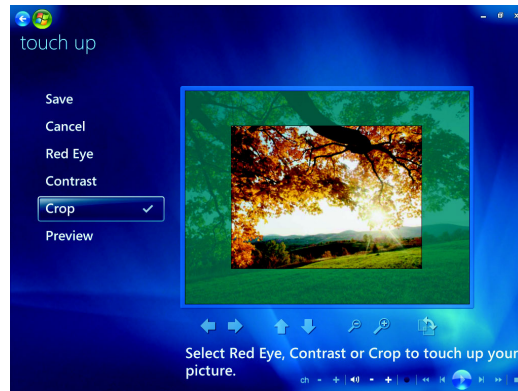 touch up
Save
Cancel
Red Eye
Contrast
Crop
Preview
Select Red Eye, Contrast or Crop to touch up your
picture.
ch - +